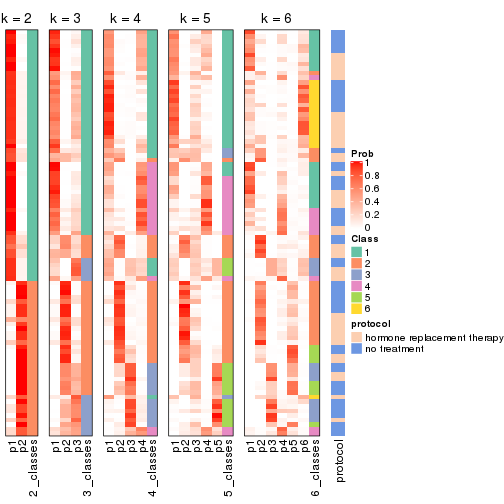 k = 2 k = 3 k = 4 k = 5 k = 6
Prob
1
0.8
0.6
0.4
0.2
0
Class
1
2
3
4
5
6
protocol
hormone replacement therapy
no treatment
p1 p2 2_classes p1 p2 p3 3_classes p1 p2 p3 p4 4_classes p1 p2 p3 p4 p5 5_classes p1 p2 p3 p4 p5 p6 6_classes protocol